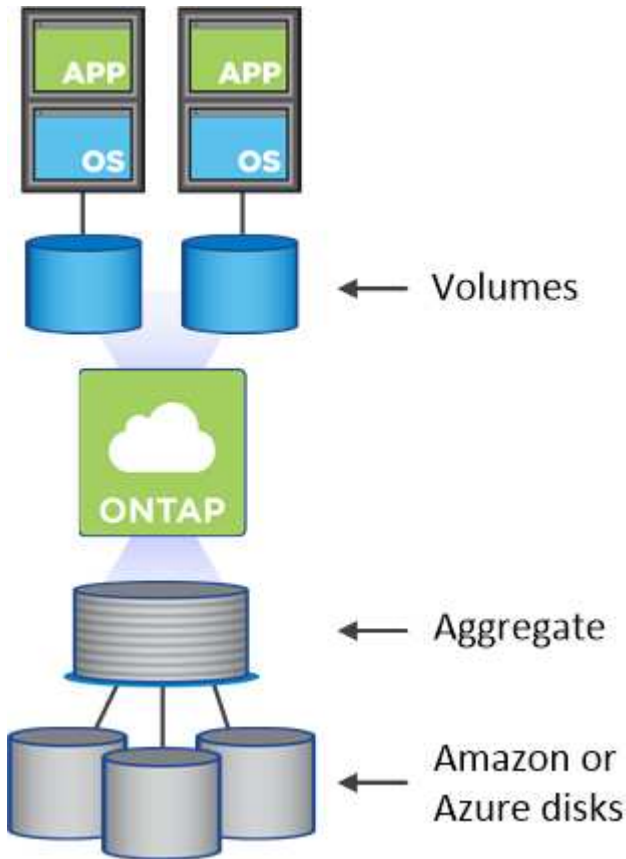 APP APP
OS OS
Volumes
ONTAP
Aggregate
Amazon or
Azure disks